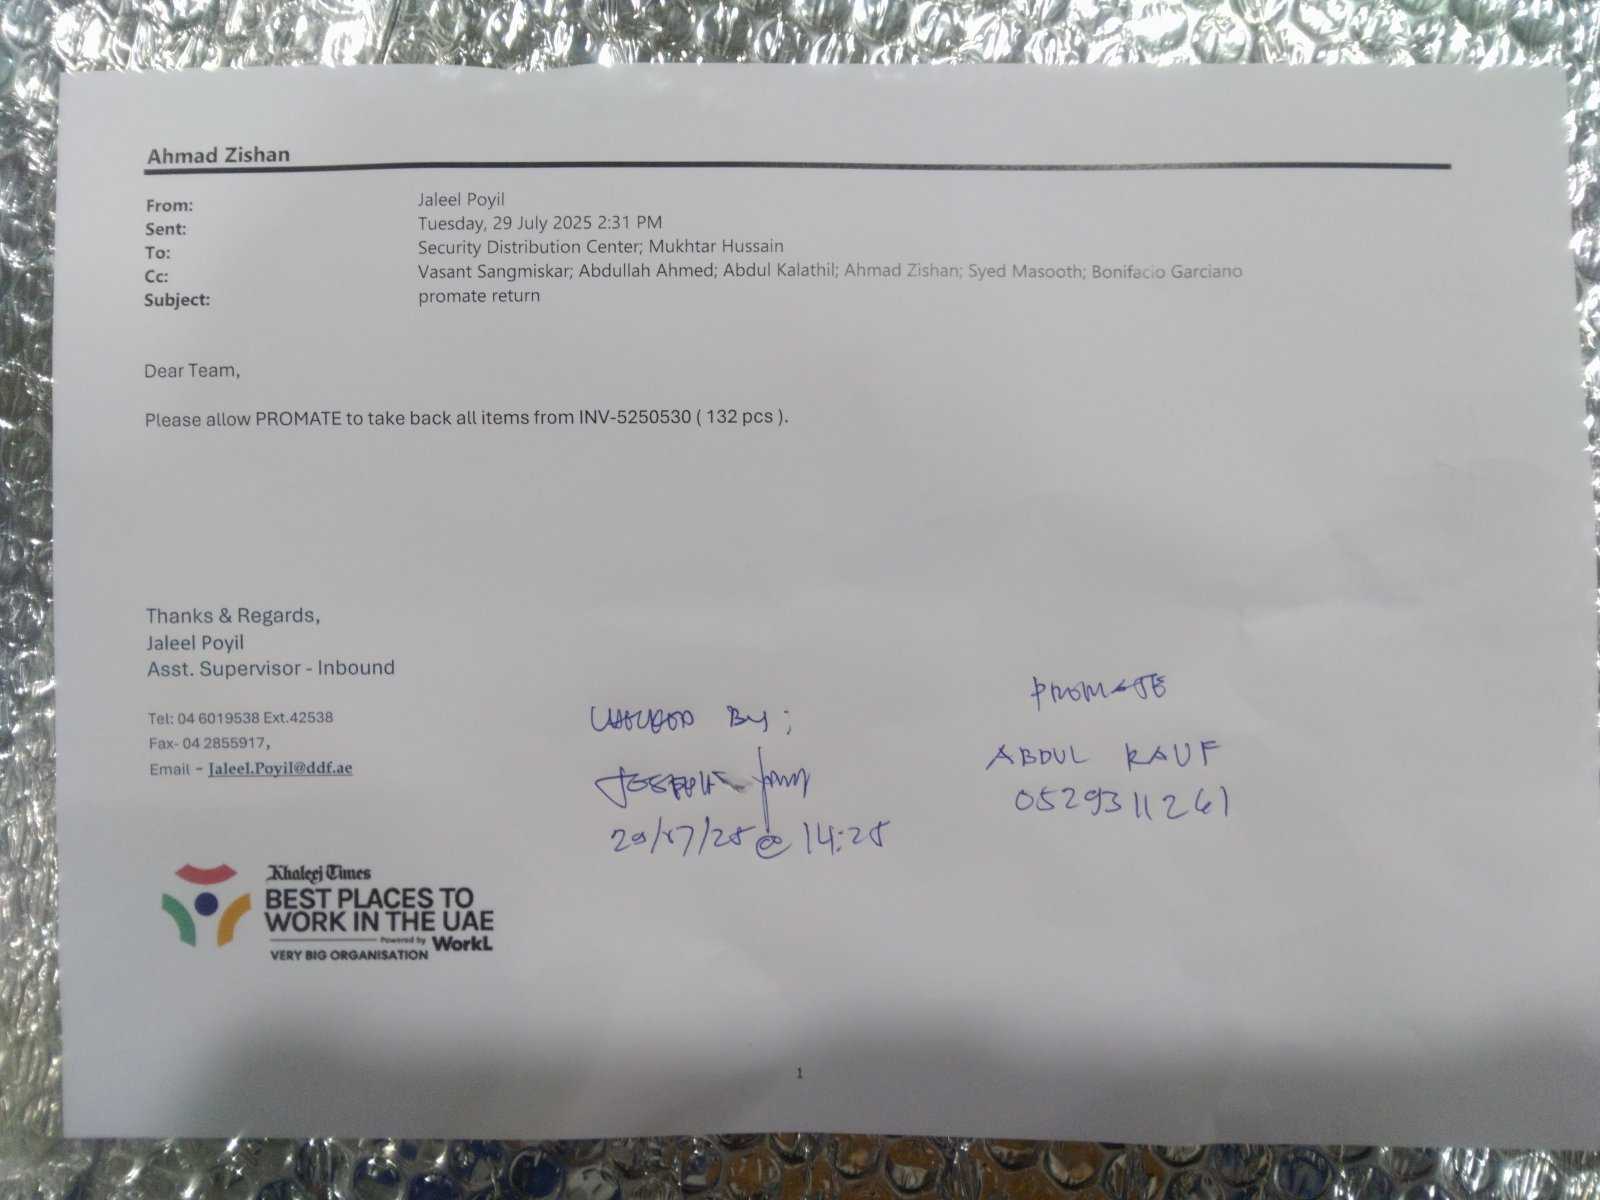 Ahmad Zishan
From: Jaleel Poyil
Sent: Tuesday, 29 July 2025 2:31 PM
To: Security Distribution Center; Mukhtar Hussain
Cc: Vasant Sangmiskar; Abdullah Ahmed; Abdul Kalathil; Ahmad Zishan; Syed Masooth; Bonifacio Garciano
Subject: promate return
Dear Team,
Please allow PROMATE to take back all items from INV-5250530 ( 132 pcs ).
Thanks & Regards,
Jaleel Poyil
Asst. Supervisor - Inbound
Tel: 04 6019538 Ext.42538
Fax- 04 2855917,
Email - Jaleel.Poyil@ddf.ae
By;
JOSEPH
@ 14:25
PROMATE
ABDUL RAUF
0529311261
Khaleej Times
BEST PLACES TO
WORK IN THE UAE
Powered by WorkL
VERY BIG ORGANISATION
1